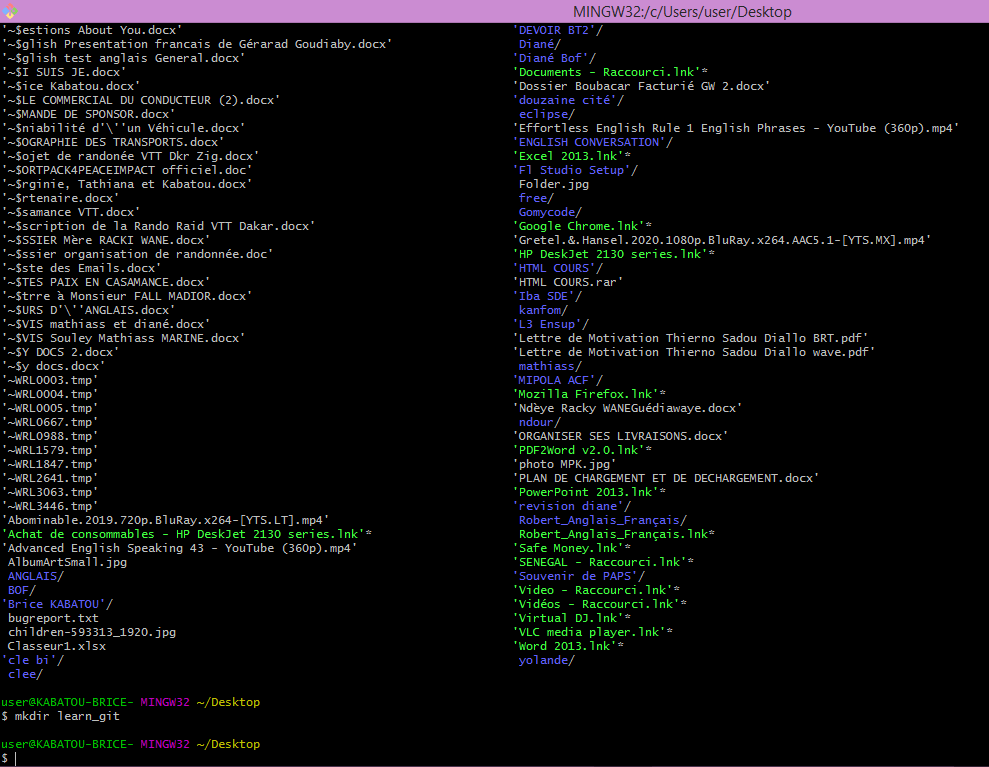 MINGW32:/c/Users/user/Desktop
'~$estions About You.docx'
'~$glish Presentation francais de Gérarad Goudiaby.docx'
'~$glish test anglais General.docx'
'~$I SUIS JE.docx'
'~$ice Kabatou.docx'
'~$LE COMMERCIAL DU CONDUCTEUR (2).docx'
'~$MANDE DE SPONSOR.docx'
'~$niabilité d'\''un Véhicule.docx'
'~$OGRAPHIE DES TRANSPORTS.docx'
'~$ojet de randonée VTT Dkr Zig.docx'
'~$ORTPACK4PEACEIMPACT officiel.doc'
'~$rginie, Tathiana et Kabatou.docx'
'~$rtenaire.docx'
'~$samance VTT.docx'
'~$scription de la Rando Raid VTT Dakar.docx'
'~$SSIER Mère RACKI WANE.docx'
'~$ssier organisation de randonnée.doc'
'~$ste des Emails.docx'
'~$TES PAIX EN CASAMANCE.docx'
'~$trre à Monsieur FALL MADIOR.docx'
'~$URS D'\''ANGLAIS.docx'
'~$VIS mathiass et diané.docx'
'~$VIS Souley Mathiass MARINE.docx'
'~$Y DOCS 2.docx'
'~$y docs.docx'
'~WRL0003.tmp'
'~WRL0004.tmp'
'~WRL0005.tmp'
'~WRL0667.tmp'
'~WRL0988.tmp'
'~WRL1579.tmp'
'~WRL1847.tmp'
'~WRL2641.tmp'
'~WRL3063.tmp'
'~WRL3446.tmp'
'Abominable.2019.720p.BluRay.x264-[YTS.LT].mp4'
'Achat de consommables - HP DeskJet 2130 series.lnk'*
'Advanced English Speaking 43 - YouTube (360p).mp4'
AlbumArtSmall.jpg
ANGLAIS/
BOF/
'Brice KABATOU'/
bugreport.txt
children-593313_1920.jpg
Classeur1.xlsx
'cle bi'/
clee/
'DEVOIR BT2'/
Diané/
'Diané Bof'/
'Documents - Raccourci.lnk'*
'Dossier Boubacar Facturié GW 2.docx'
'douzaine cité'/
eclipse/
'Effortless English Rule 1 English Phrases - YouTube (360p).mp4'
'ENGLISH CONVERSATION'/
'Excel 2013.lnk'*
'Fl Studio Setup'/
Folder.jpg
free/
Gomycode/
'Google Chrome.lnk'*
'Gretel.&.Hansel.2020.1080p.BluRay.x264.AAC5.1-[YTS.MX].mp4'
'HP DeskJet 2130 series.lnk'*
'HTML COURS'/
'HTML COURS.rar'
'Iba SDE'/
kanfom/
'L3 Ensup'/
'Lettre de Motivation Thierno Sadou Diallo BRT.pdf'
'Lettre de Motivation Thierno Sadou Diallo wave.pdf'
mathiass/
'MIPOLA ACF'/
'Mozilla Firefox.lnk'*
'Ndèye Racky WANEGuédiawaye.docx'
ndour/
'ORGANISER SES LIVRAISONS.docx'
'PDF2Word v2.0.lnk'*
'photo MPK.jpg'
'PLAN DE CHARGEMENT ET DE DECHARGEMENT.docx'
'PowerPoint 2013.lnk'*
'revision diane'/
Robert_Anglais_Français/
Robert_Anglais_Français.lnk*
'Safe Money.lnk'*
'SENEGAL - Raccourci.lnk'*
'Souvenir de PAPS'/
'Video - Raccourci.lnk'*
'Vidéos - Raccourci.lnk'*
'Virtual DJ.lnk'*
'VLC media player.lnk'*
'Word 2013.lnk'*
yolande/
user@KABATOU-BRICE- MINGW32 ~/Desktop
$ mkdir learn_git
user@KABATOU-BRICE- MINGW32 ~/Desktop
$